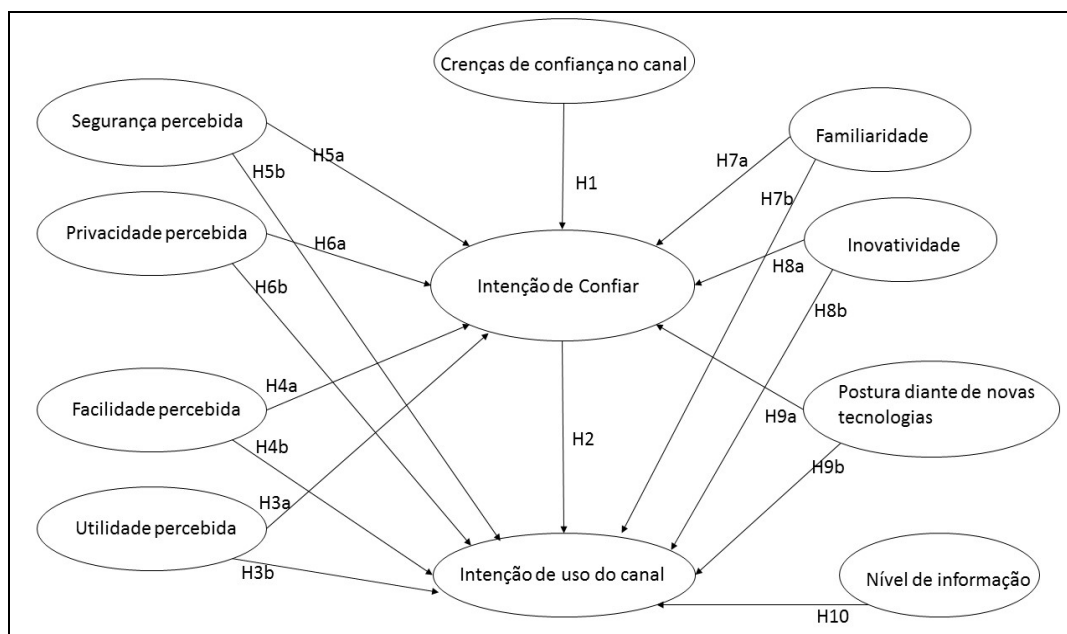 Crenças de confiança no canal
Segurança percebida
Familiaridade
H5a
H5b
H7a
H7b
H1
Privacidade percebida
Inovatividade
H6a
H6b
H8a
H8b
Intenção de Confiar
Facilidade percebida
Postura diante de novas
tecnologias
H4a
H4b
H2
H9a
H9b
H3a
Utilidade percebida
H3b
Intenção de uso do canal
Nível de informação
H10